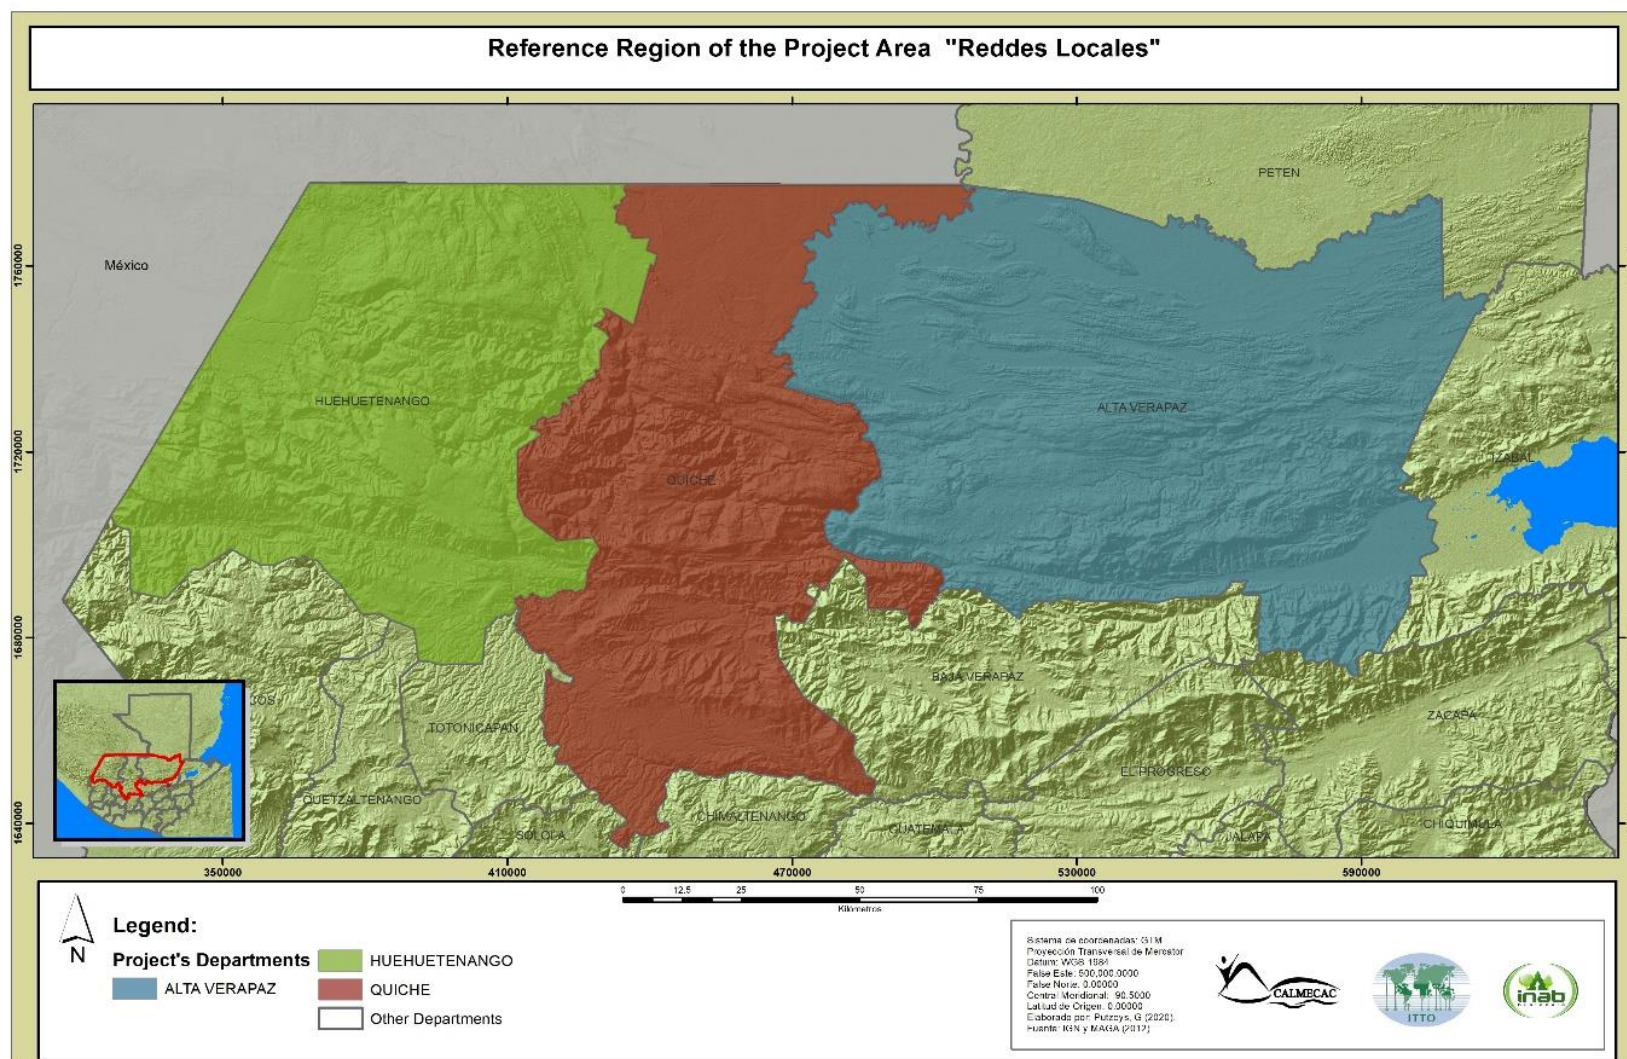 Reference Region of the Project Area "Reddes Locales"
PETEN
México
HUEHUETENANGO
ALTA VERAPAZ
QUICHE
IZABAL
BAJA VERAPAZ
COS
TOTONICAPAN
ZACAPA
EL PROGRESO
QUETZALTENANGO
SOLOLA
CHIMALTENANGO
GUATEMALA
JALAPA
CHIQUIMULA
1760000
1720000
1680000
1640000
350000
410000
470000
530000
590000
0 12.5 25 50 75 100
Kilómetros
N
Legend:
Project's Departments
ALTA VERAPAZ
HUEHUETENANGO
QUICHE
Other Departments
Sistema de coordenadas: GTM
Proyección Transversal de Mercator
Datum: WGS 1984
False Este: 500,000.0000
False Norte: 0.00000
Central Meridional: -90.5000
Latitud de Origen: 0.00000
Elaborado por: Putzeys, G (2020).
Fuente: IGN y MAGA (2012)
CALMECAC
ITTO
inab